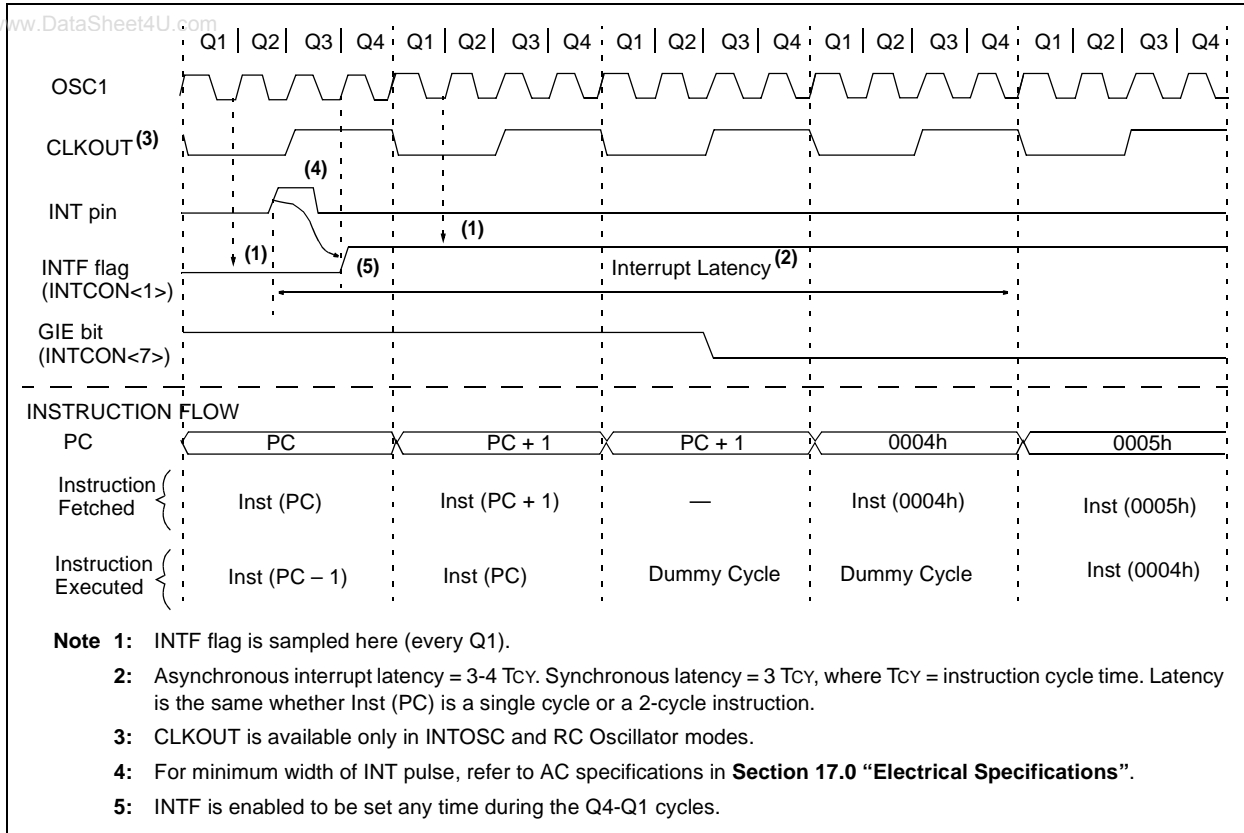 www.DataSheet4U.com
Q1 Q2 Q3 Q4 Q1 Q2 Q3 Q4 Q1 Q2 Q3 Q4 Q1 Q2 Q3 Q4 Q1 Q2 Q3 Q4
OSC1
CLKOUT (3)
(4)
INT pin
(1)
(1)
(5)
INTF flag
(INTCON<1>)
Interrupt Latency (2)
GIE bit
(INTCON<7>)
INSTRUCTION FLOW
PC PC PC + 1 PC + 1 0004h 0005h
Instruction
Fetched
Inst (PC) Inst (PC + 1) — Inst (0004h) Inst (0005h)
Instruction
Executed
Inst (PC – 1) Inst (PC) Dummy Cycle Dummy Cycle Inst (0004h)
Note 1: INTF flag is sampled here (every Q1).
2: Asynchronous interrupt latency = 3-4 TCY. Synchronous latency = 3 TCY, where TCY = instruction cycle time. Latency
is the same whether Inst (PC) is a single cycle or a 2-cycle instruction.
3: CLKOUT is available only in INTOSC and RC Oscillator modes.
4: For minimum width of INT pulse, refer to AC specifications in Section 17.0 “Electrical Specifications”.
5: INTF is enabled to be set any time during the Q4-Q1 cycles.